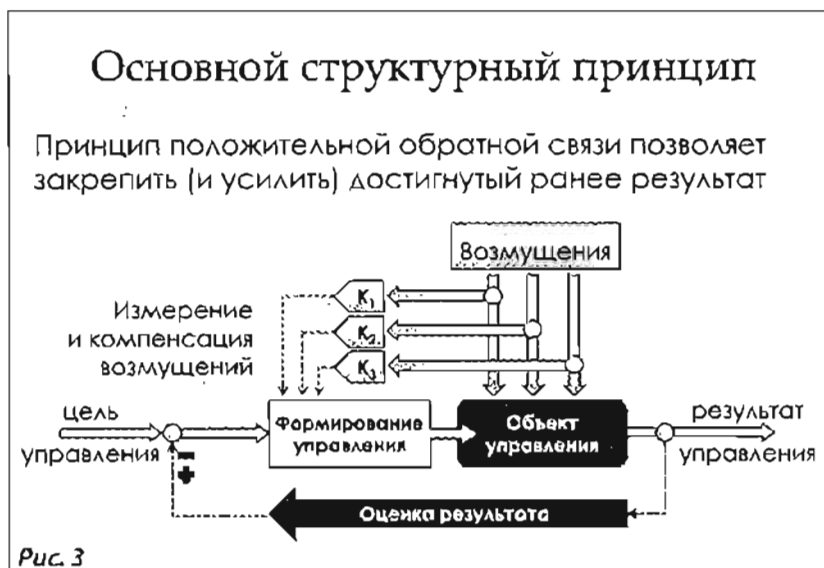 Основной структурный принцип
Принцип положительной обратной связи позволяет
закрепить (и усилить) достигнутый ранее результат
Возмущения
Измерение
и компенсация
возмущений
K1
K2
K3
цель
управления
−
+
Формирование
управления
Объект
управления
результат
управления
Оценка результата
Рис. 3